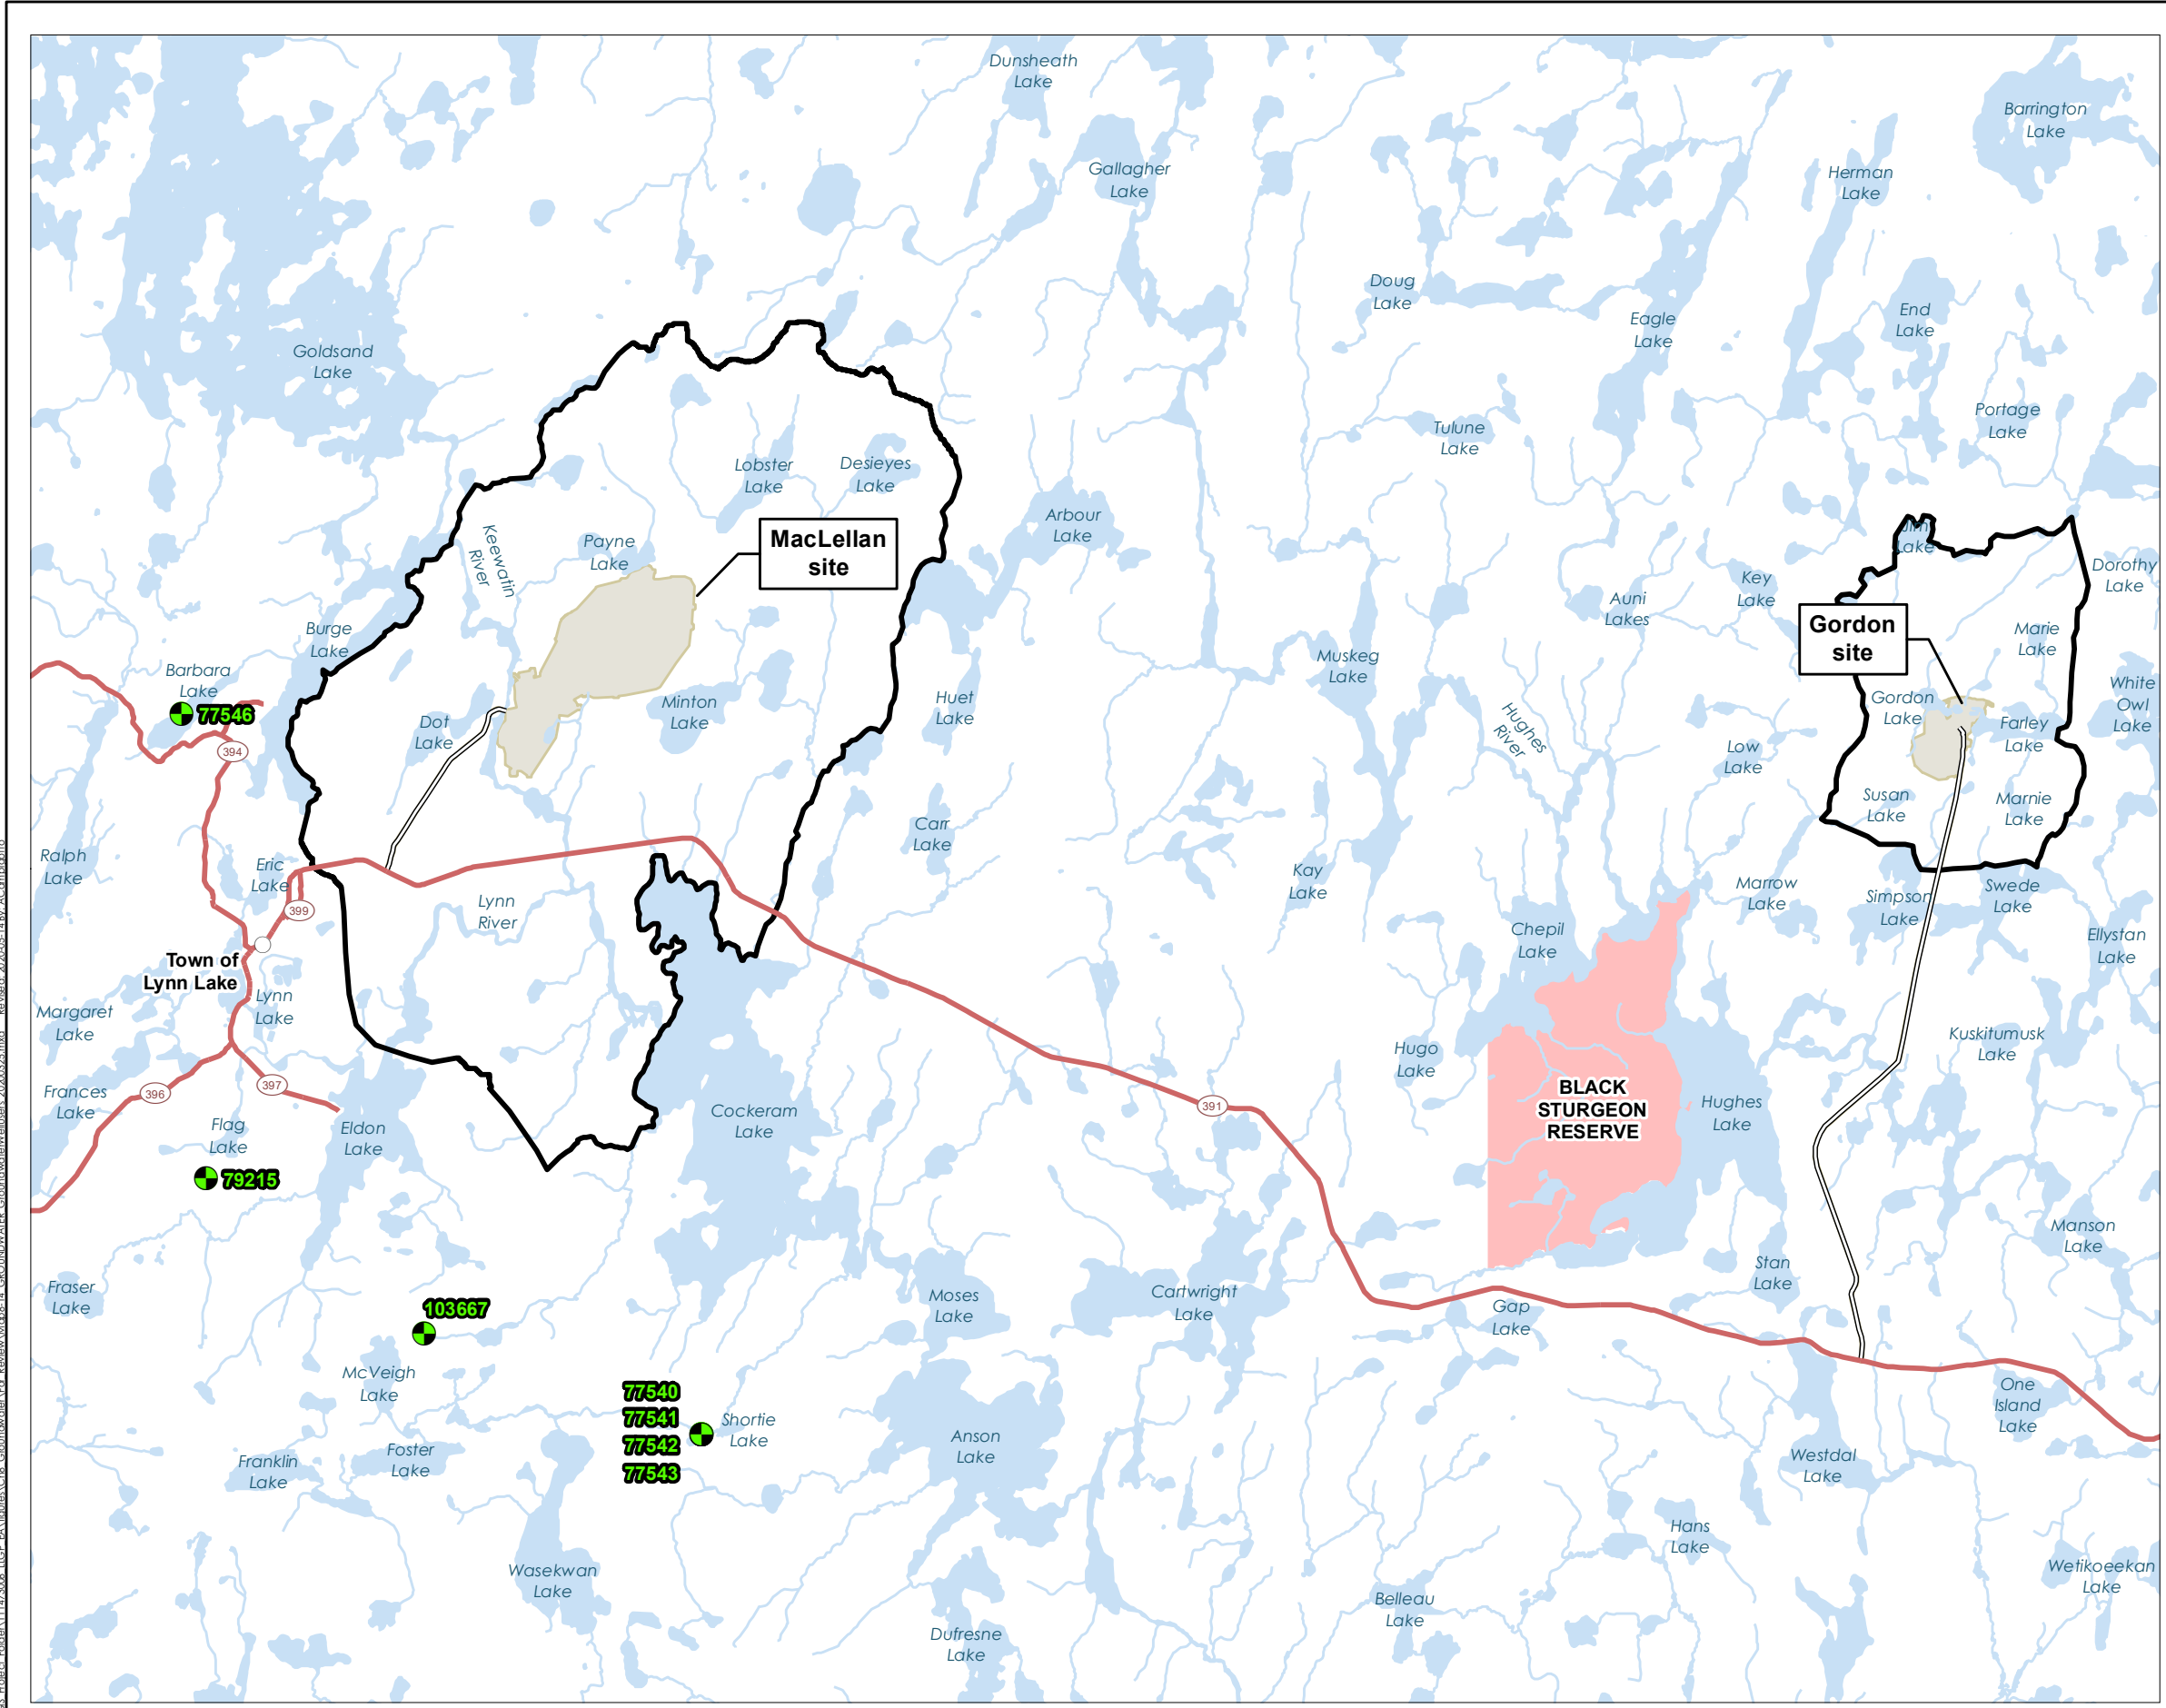 Dunsheath
Lake
Barrington
Lake
Gallagher
Lake
Herman
Lake
Doug
Lake
Eagle
Lake
End
Lake
Goldsand
Lake
Portage
Lake
Tulune
Lake
Lobster
Lake
Desieyes
Lake
Arbour
Lake
Keewatin
River
Payne
Lake
MacLellan
site
Lake
Dorothy
Lake
Key
Lake
Auni
Lakes
Gordon
site
Marie
Lake
Burge
Lake
Barbara
Lake
77546
Muskeg
Lake
Huet
Lake
Minton
Lake
Dot
Lake
Hughes
River
Gordon
Lake
Farley
Lake
White
Owl
Lake
Low
Lake
394
Susan
Lake
Marnie
Lake
Carr
Lake
Ralph
Lake
Eric
Lake
Kay
Lake
Marrow
Lake
Simpson
Lake
Swede
Lake
399
Lynn
River
Chepil
Lake
Ellystan
Lake
Town of
Lynn Lake
Lynn
Lake
Margaret
Lake
Hugo
Lake
Kuskitumusk
Lake
396
397
391
Frances
Lake
Flag
Lake
Eldon
Lake
Cockeram
Lake
BLACK
STURGEON
RESERVE
Hughes
Lake
79215
Manson
Lake
Fraser
Lake
103667
Moses
Lake
Cartwright
Lake
Gap
Lake
Stan
Lake
McVeigh
Lake
77540
77541
77542
77543
Shortie
Lake
One
Island
Lake
Anson
Lake
Franklin
Lake
Foster
Lake
Westdal
Lake
Hans
Lake
Wasekwan
Lake
Wetikoeekan
Lake
Belleau
Lake
Dufresne
Lake